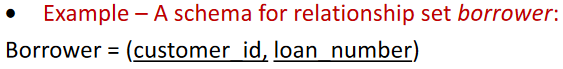 • Example – A schema for relationship set borrower:
Borrower = (customer_id, loan_number)